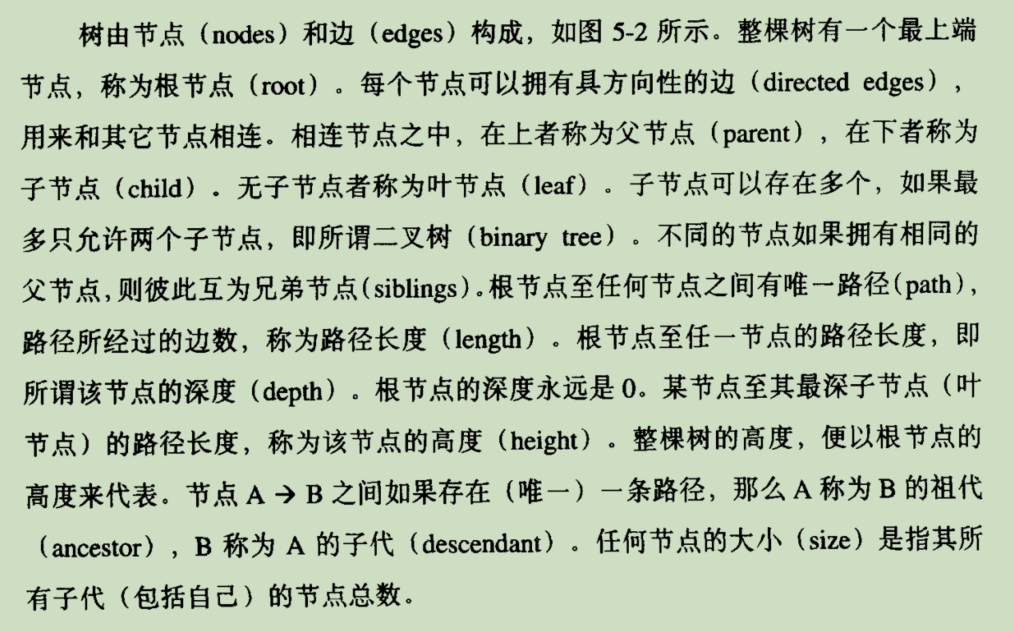 树由节点（nodes）和边（edges）构成，如图 5-2 所示。整棵树有一个最上端
节点，称为根节点（root）。每个节点可以拥有具方向性的边（directed edges），
用来和其它节点相连。相连节点之中，在上者称为父节点（parent），在下者称为
子节点（child）。无子节点者称为叶节点（leaf）。子节点可以存在多个，如果最
多只允许两个子节点，即所谓二叉树（binary tree）。不同的节点如果拥有相同的
父节点，则彼此互为兄弟节点（siblings）。根节点至任何节点之间有唯一路径（path），
路径所经过的边数，称为路径长度（length）。根节点至任一节点的路径长度，即
所谓该节点的深度（depth）。根节点的深度永远是 0。某节点至其最深子节点（叶
节点）的路径长度，称为该节点的高度（height）。整棵树的高度，便以根节点的
高度来代表。节点 A → B 之间如果存在（唯一）一条路径，那么 A 称为 B 的祖代
（ancestor），B 称为 A 的子代（descendant）。任何节点的大小（size）是指其所
有子代（包括自己）的节点总数。